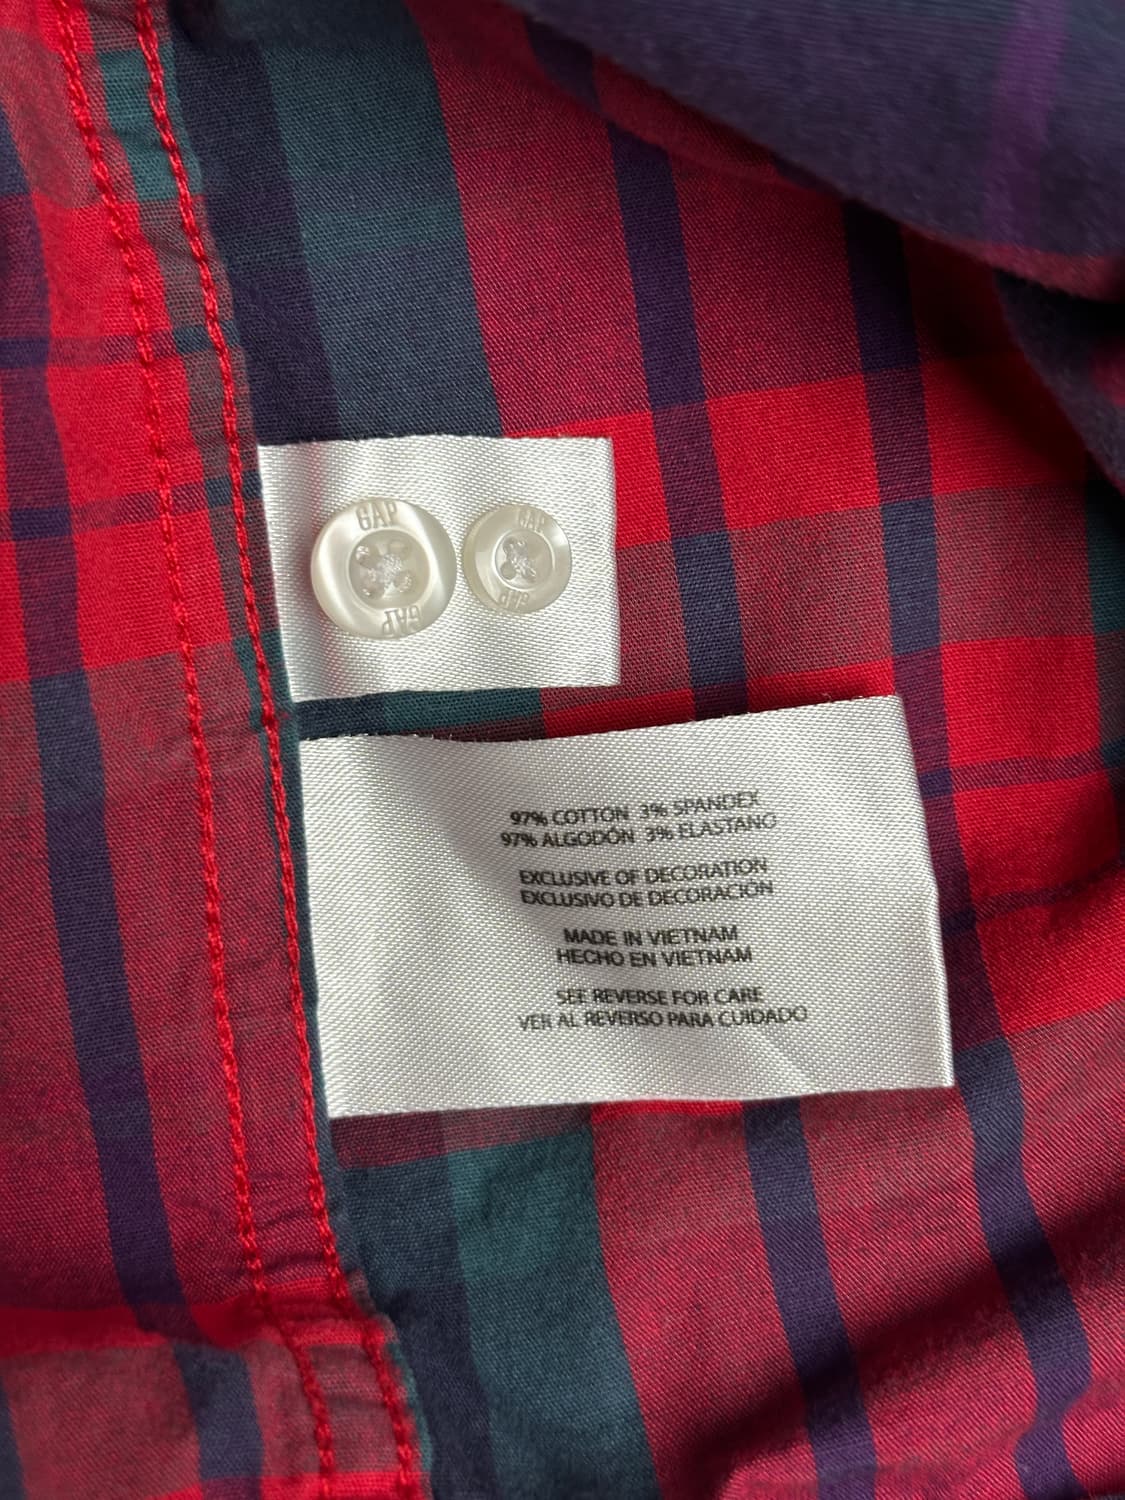 GAP GAP
GAP GAP
97% COTTON 3% SPANDEX
97% ALGODÓN 3% ELASTANO
EXCLUSIVE OF DECORATION
EXCLUSIVO DE DECORACIÓN
MADE IN VIETNAM
HECHO EN VIETNAM
SEE REVERSE FOR CARE
VER AL REVERSO PARA CUIDADO